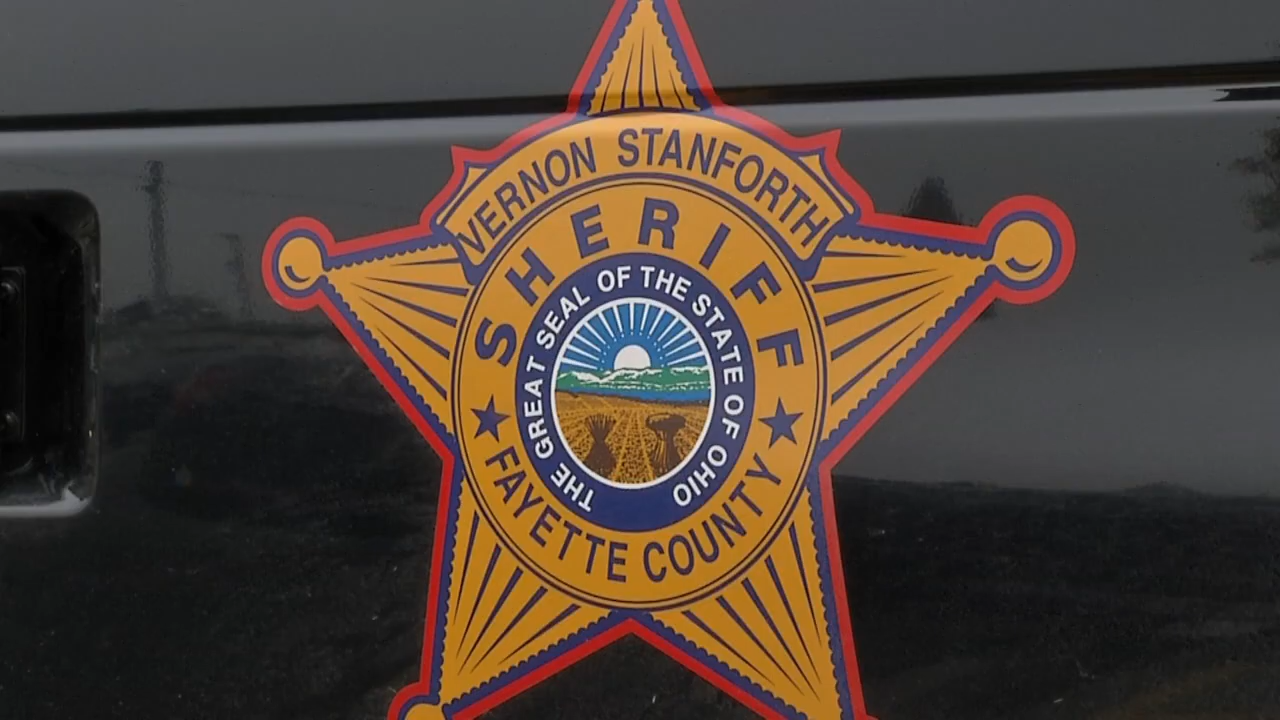 VERNON STANFORTH
SHERIFF
THE GREAT SEAL OF THE STATE OF OHIO
FAYETTE COUNTY